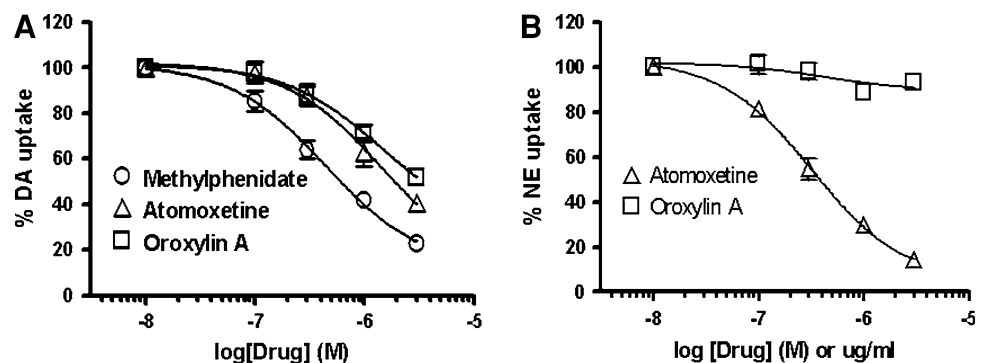 A
120
100
80
60
40
20
0
% DA uptake
Methylphenidate
Atomoxetine
Oroxylin A
-8
-7
-6
-5
log[Drug] (M)
B
120
100
80
60
40
20
0
% NE uptake
Atomoxetine
Oroxylin A
-8
-7
-6
-5
log [Drug] (M) or ug/ml